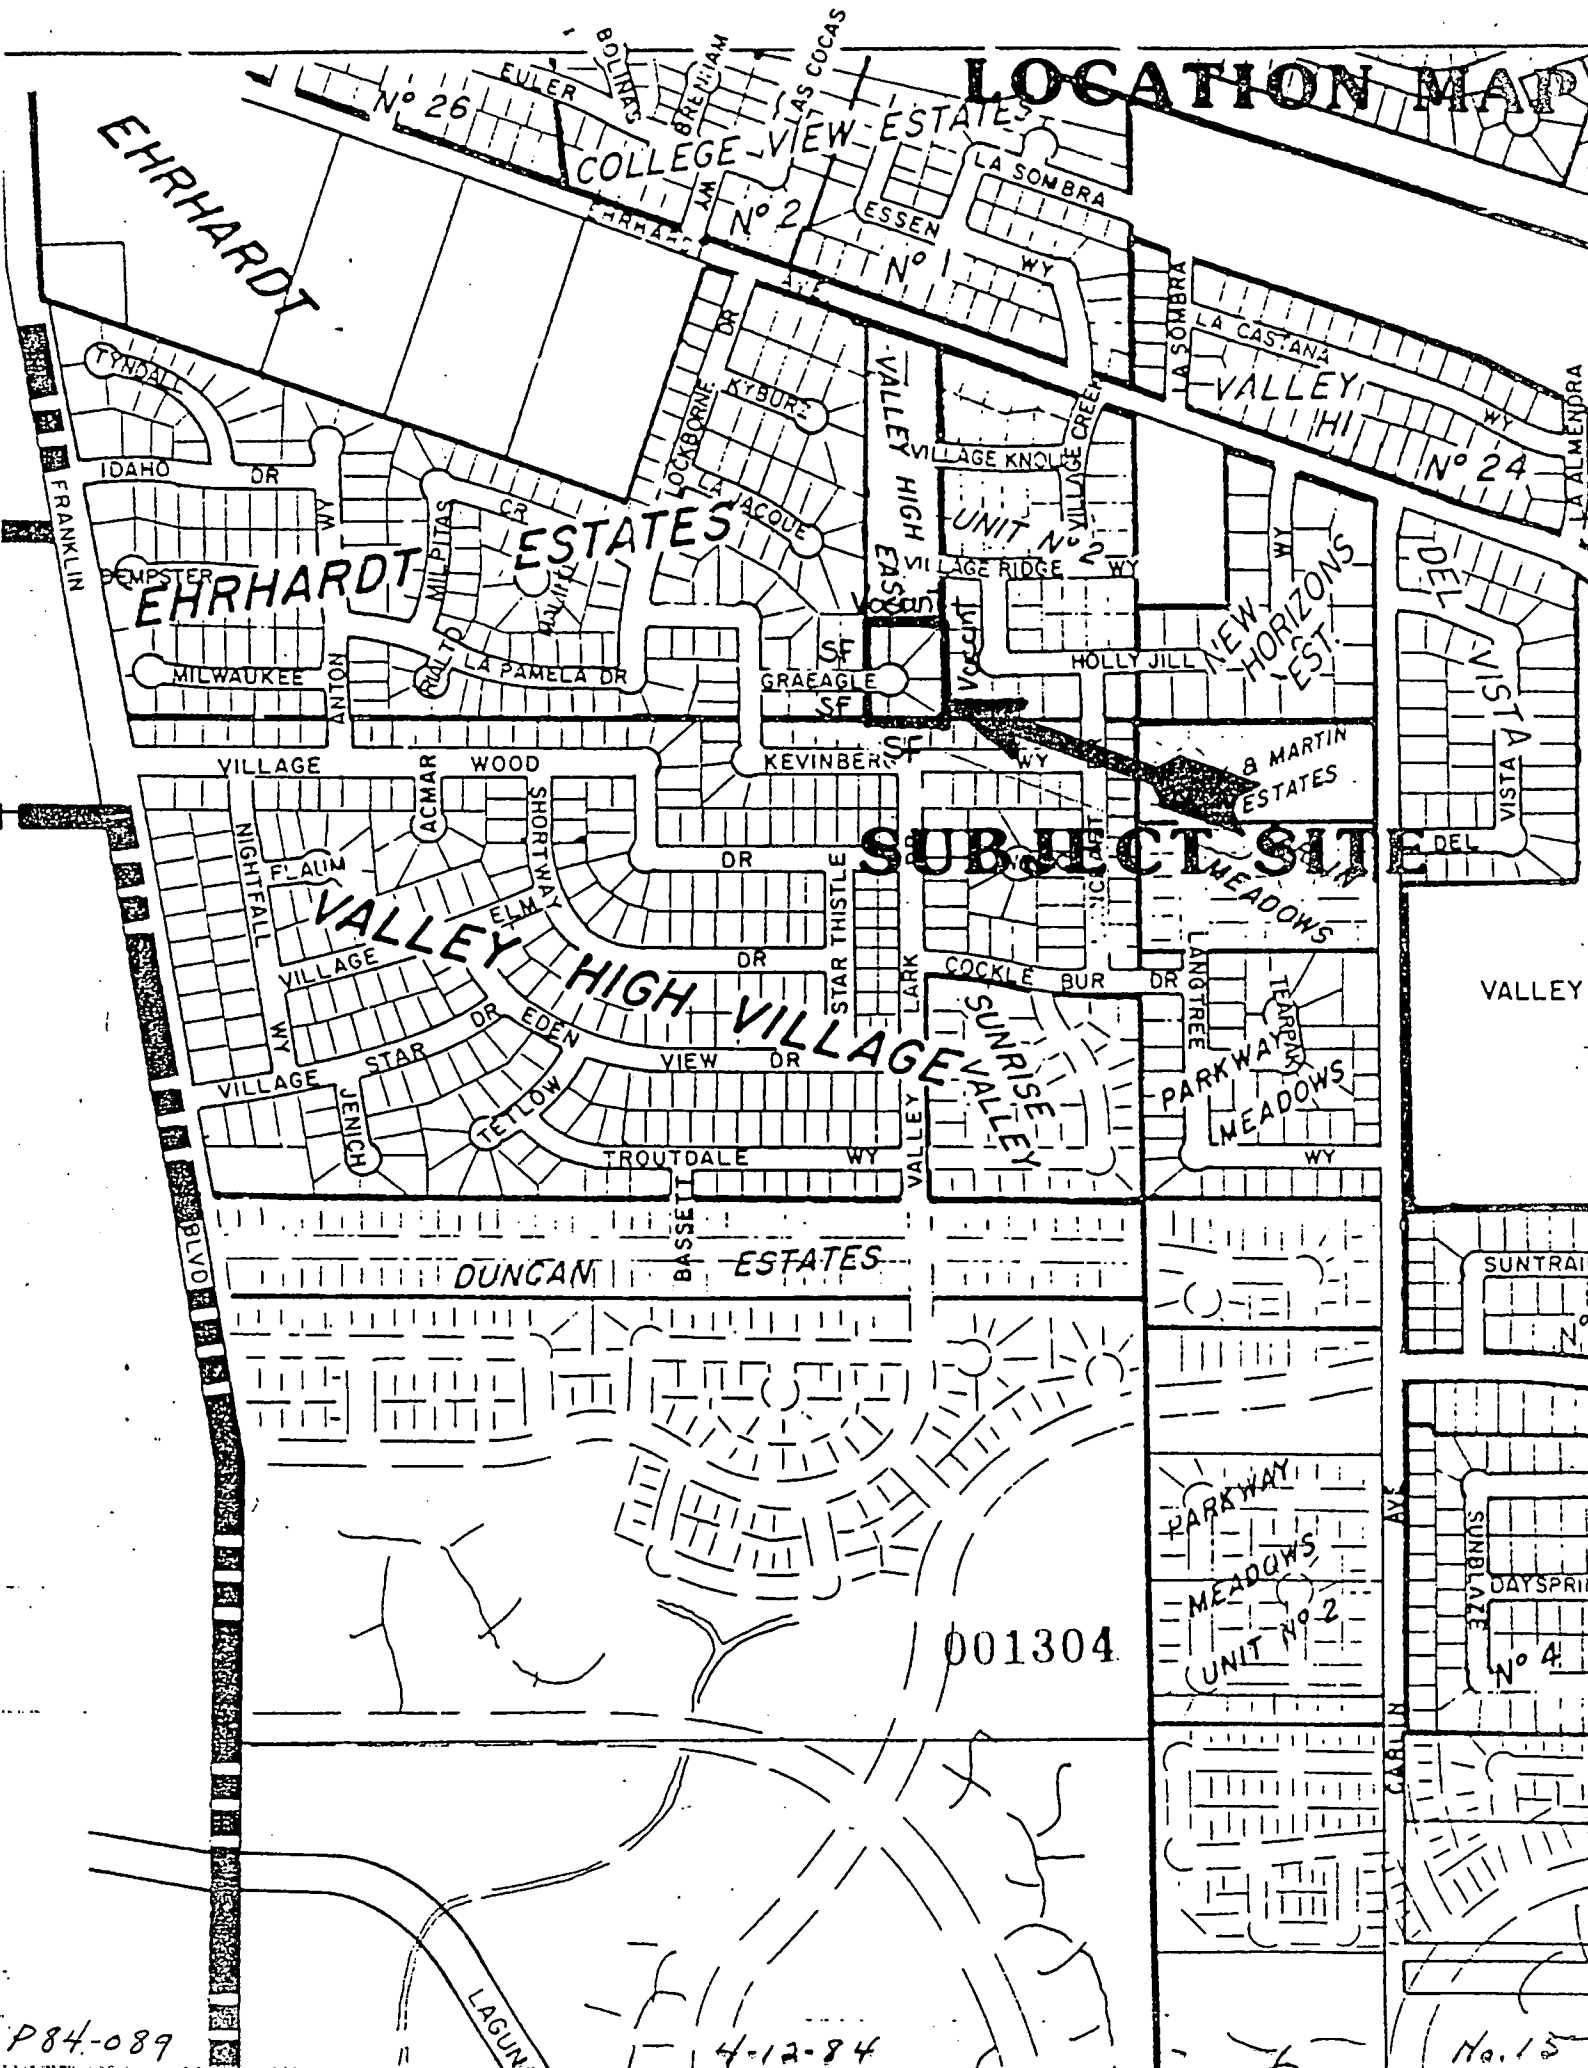 LOCATION MAP
BOLINAS
BRENHAM
LAS COCAS
EULER
Nº 26
COLLEGE VIEW ESTATES
EHRHARDT
WY
Nº 2
LA SOMBRA
ESSEN
WY
Nº 1
EHRHARDT
AVE
LA SOMBRA
LA CASTANA
WY
VALLEY
HI
Nº 24
LA ALMENDRA
TYNDALL
DR
KYBURZ
LOCKBORNE
LA JACQUE
VALLEY HIGH EAST
VILLAGE KNOLL
VILLAGE CREEK
UNIT Nº 2
VILLAGE RIDGE WY
IDAHO DR
WY
FRANKLIN
MILPITAS
CR
ESTATES
EHRHARDT
DEMPSTER
RIALTO
LA PAMELA DR
MILWAUKEE
ANTON
Vacant
SF
GRAEAGLE
SF
SF
Vacant
HOLLY JILL
WY
NEW
HORIZONS
EST.
DEL
VISTA
VISTA
DEL
& MARTIN
ESTATES
VILLAGE WOOD
KEVINBERG WY
ACMAR
SHORTWAY
NIGHTFALL
FLAUM
DR
SUBJECT SITE
STAR THISTLE
MEADOWS
ELM
VILLAGE
DR
VALLEY HIGH VILLAGE
WY
COCKLE BUR DR
LANGTREE
VALLEY
LARK
SUNRISE
VALLEY
PARKWAY
MEADOWS
EDEN VIEW DR
VILLAGE STAR DR
JENICH
TETLOW
TROUTDALE WY
VALLEY
WY
BASSETT
DUNCAN ESTATES
BLVD
SUNTRAI
Nº
PARKWAY
MEADOWS
UNIT Nº 2
AVE
CARLIN
SUNBLAZE
DAYSPRI
Nº 4
001304
LAGUN
P84-089
4-12-84
No. 15